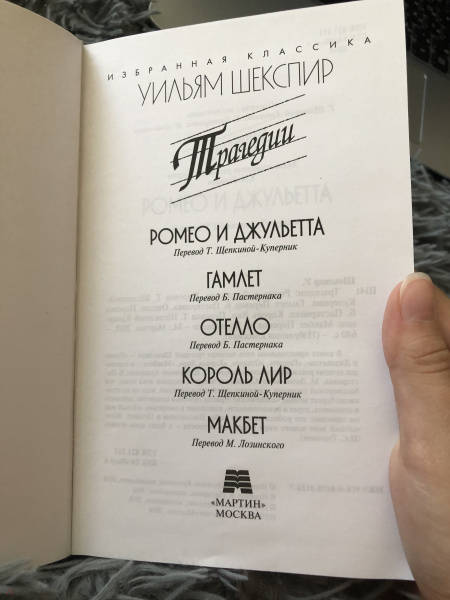 ИЗБРАННАЯ КЛАССИКА
УИЛЬЯМ ШЕКСПИР
Трагедии
РОМЕО И ДЖУЛЬЕТТА
Перевод Т. Щепкиной-Куперник
ГАМЛЕТ
Перевод Б. Пастернака
ОТЕЛЛО
Перевод Б. Пастернака
КОРОЛЬ ЛИР
Перевод Т. Щепкиной-Куперник
МАКБЕТ
Перевод М. Лозинского
«МАРТИН»
МОСКВА